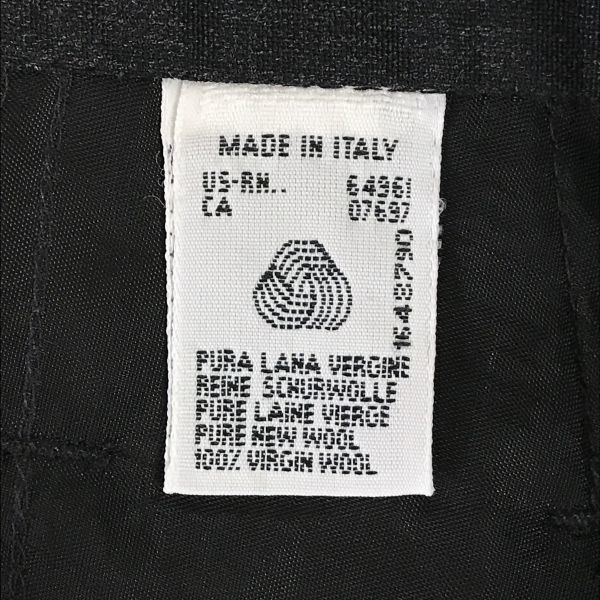 MADE IN ITALY
US-RN.. 64961
CA 07697
PURA LANA VERGINE
REINE SCHURWOLLE
PURE LAINE VIERGE
PURE NEW WOOL
100% VIRGIN WOOL